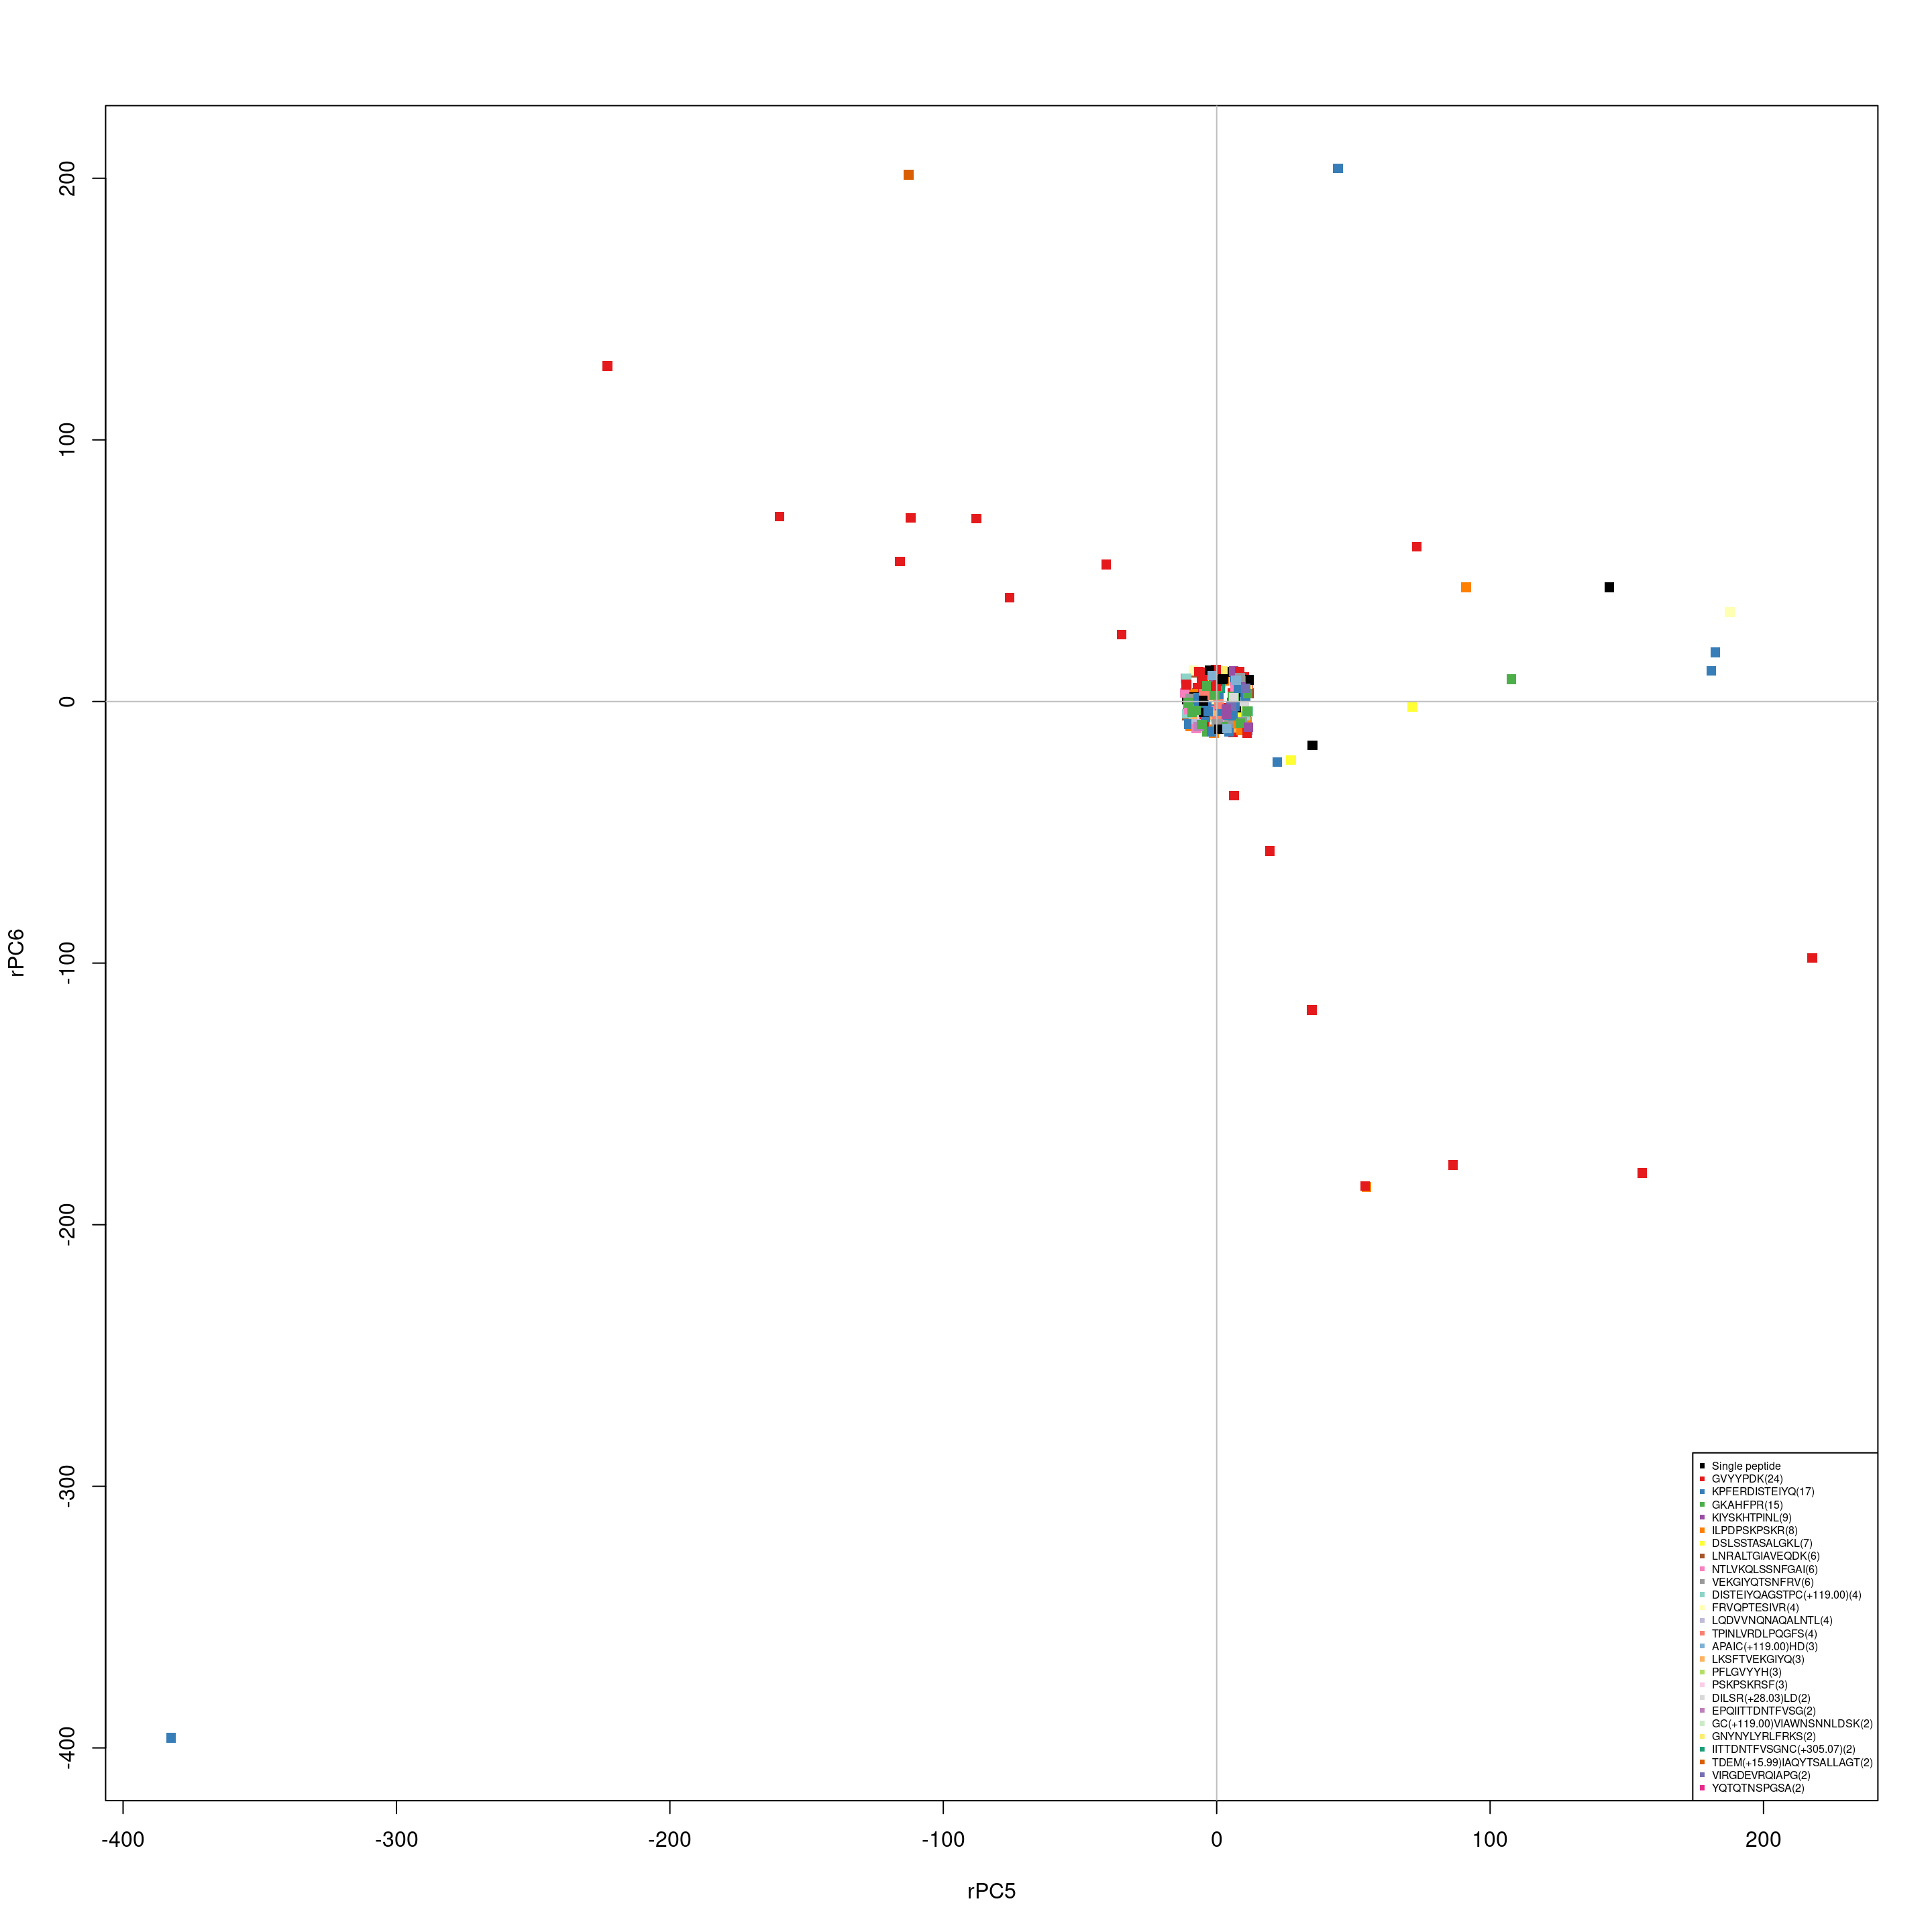 200
100
0
-100
-200
-300
-400
rPC6
Single peptide
GVYYPDK(24)
KPFERDISTEIYQ(17)
GKAHFPR(15)
KIYSKHTPINL(9)
ILPDPSKPSKR(8)
DSLSSTASALGKL(7)
LNRALTGIAVEQDK(6)
NTLVKQLSSNFGAI(6)
VEKGIYQTSNFRV(6)
DISTEIYQAGSTPC(+119.00)(4)
FRVQPTESIVR(4)
LQDVVNQNAQALNTL(4)
TPINLVRDLPQGFS(4)
APAIC(+119.00)HD(3)
LKSFTVEKGIYQ(3)
PFLGVYYH(3)
PSKPSKRSF(3)
DILSR(+28.03)LD(2)
EPQIITTDNTFVSG(2)
GC(+119.00)VIAWNSNNLDSK(2)
GNYNYLYRLFRKS(2)
IITTDNTFVSGNC(+305.07)(2)
TDEM(+15.99)IAQYTSALLAGT(2)
VIRGDEVRQIAPG(2)
YQTQTNSPGSA(2)
-400 -300 -200 -100 0 100 200
rPC5